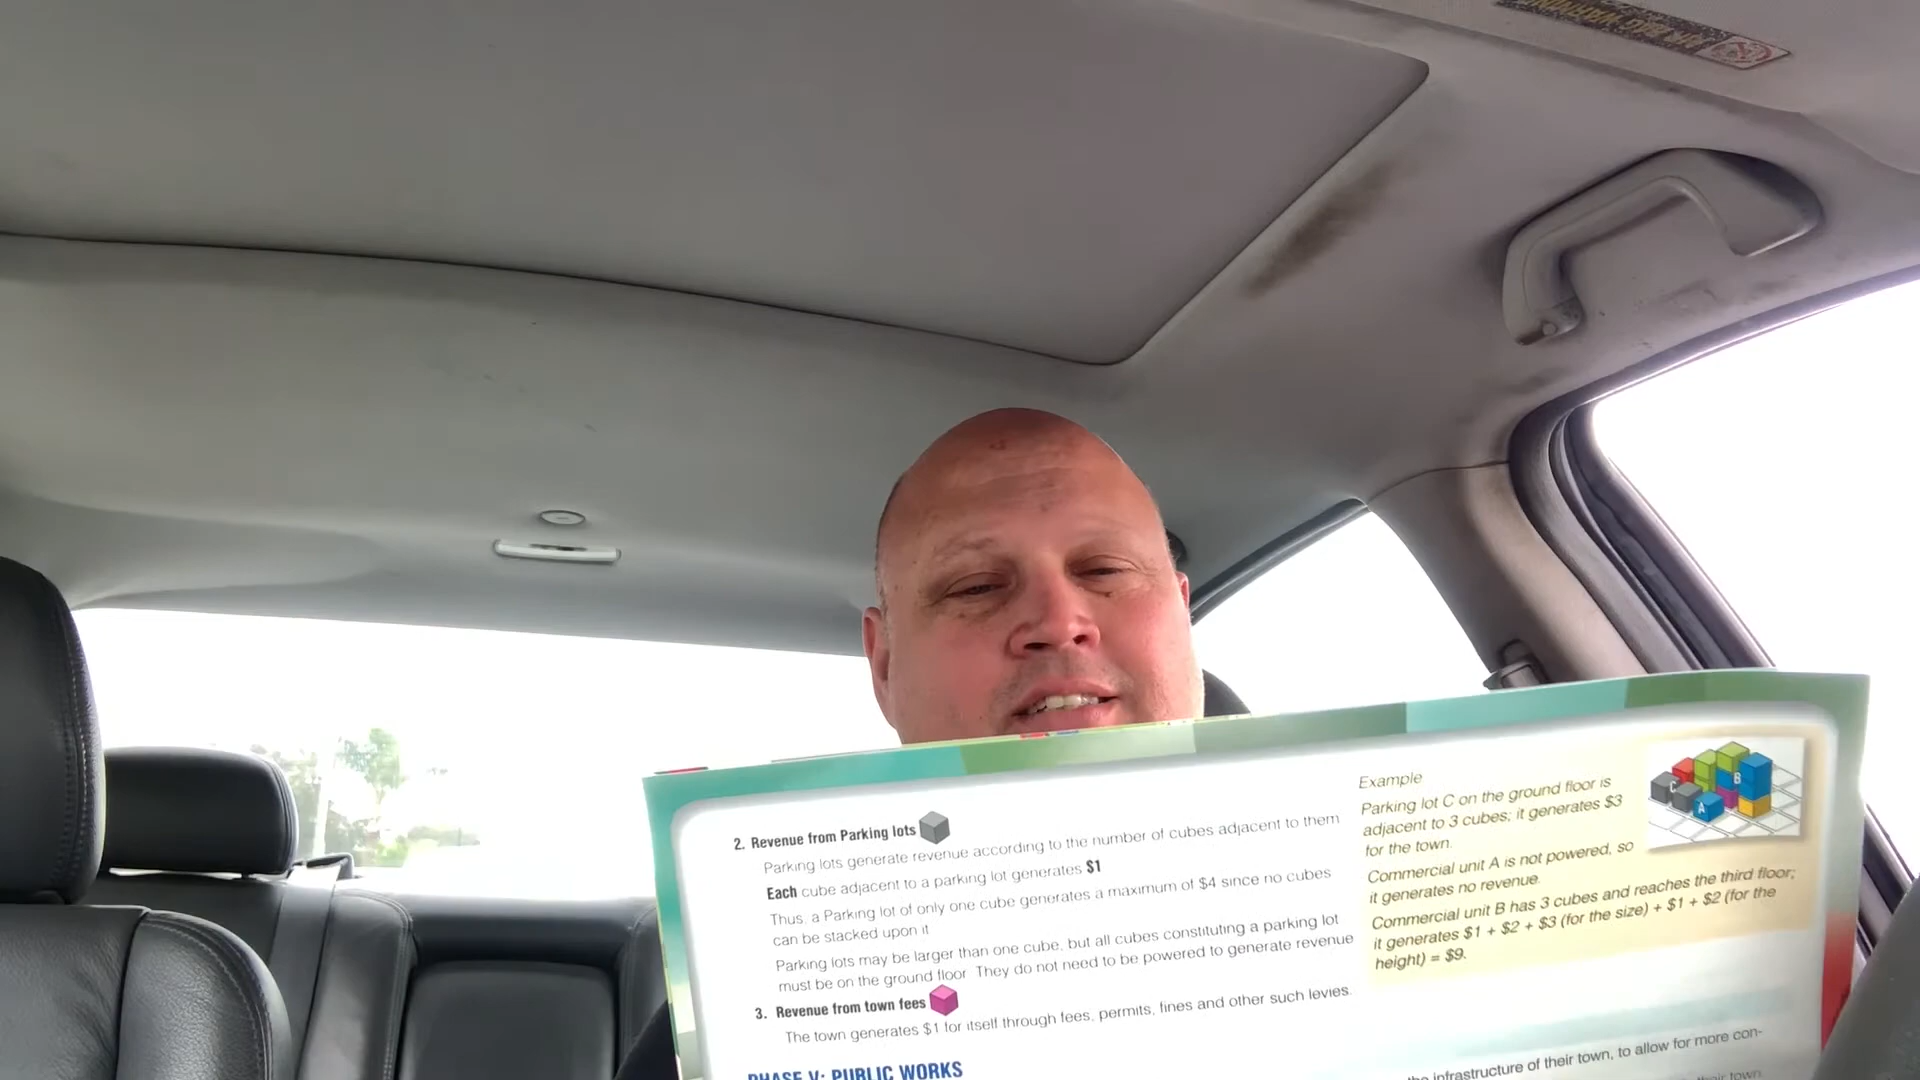 AIR BAG WARNING
2. Revenue from Parking lots
Parking lots generate revenue according to the number of cubes adjacent to them
Each cube adjacent to a parking lot generates $1
Thus, a Parking lot of only one cube generates a maximum of $4 since no cubes
can be stacked upon it
Parking lots may be larger than one cube, but all cubes constituting a parking lot
must be on the ground floor They do not need to be powered to generate revenue
3. Revenue from town fees
The town generates $1 for itself through fees, permits, fines and other such levies.
PHASE V: PUBLIC WORKS
Example
Parking lot C on the ground floor is
adjacent to 3 cubes; it generates $3
for the town.
Commercial unit A is not powered, so
it generates no revenue.
Commercial unit B has 3 cubes and reaches the third floor;
it generates $1 + $2 + $3 (for the size) + $1 + $2 (for the
height) = $9.
C
A
B
the infrastructure of their town, to allow for more con-
their town